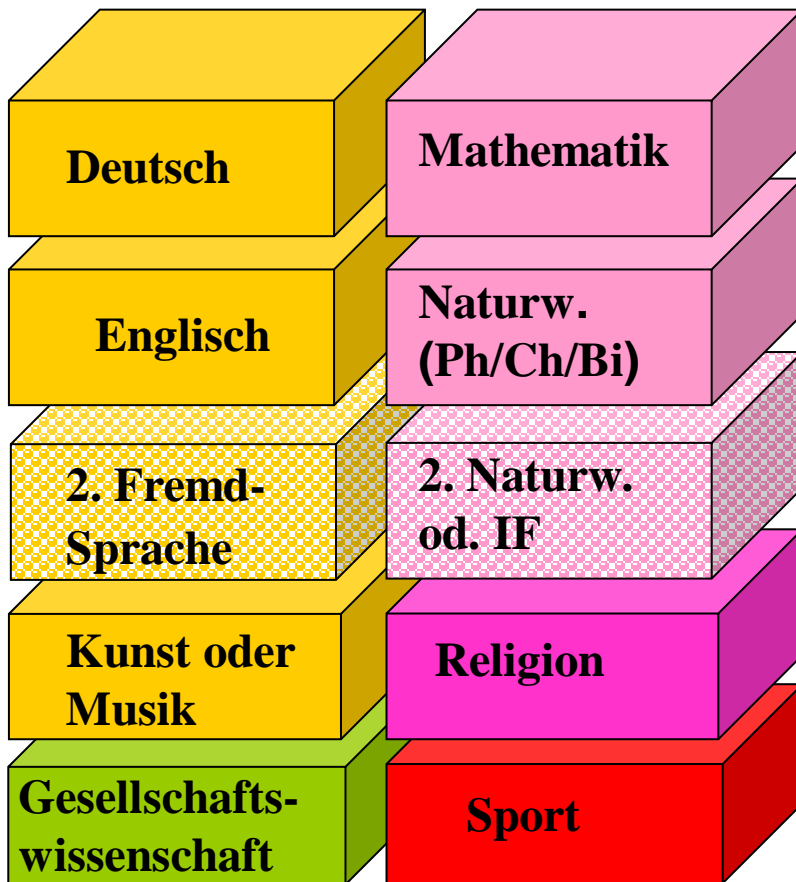 Deutsch
Mathematik
Englisch
Naturw.
(Ph/Ch/Bi)
2. Fremd-
Sprache
2. Naturw.
od. IF
Kunst oder
Musik
Religion
Gesellschafts-
wissenschaft
Sport